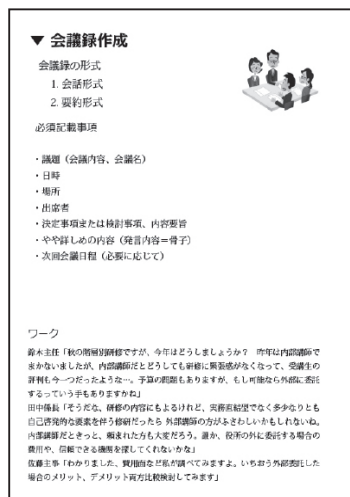 ▼ 会議録作成
会議録の形式
1. 会話形式
2. 要約形式
必須記載事項
・議題（会議内容、会議名）
・日時
・場所
・出席者
・決定事項または検討事項、内容要旨
・やや詳しめの内容（発言内容＝骨子）
・次回会議日程（必要に応じて）
ワーク
鈴木主任「秋の階層別研修ですが、今年はどうしましょうか？　昨年は内部講師で
まかないましたが、内部講師だとどうしても研修に緊張感がなくなって、受講生の
評判も今一つだったような…。予算の問題もありますが、もし可能なら外部に委託
するっていう手もありますかね」
田中係長「そうだな、研修の内容にもよるけれど、実務直結型でなく多少なりとも
自己啓発的な要素を伴う修研だったら 外部講師の方がふさわしいかもしれないね。
内部講師だときっと、頼まれた方も大変だろう。誰か、役所の外に委託する場合の
費用や、信頼できる機関を探してくれないかな」
佐藤主事「わかりました、費用面など私が調べてみますよ。いちおう外部委託した
場合のメリット、デメリット両方比較検討してみます」